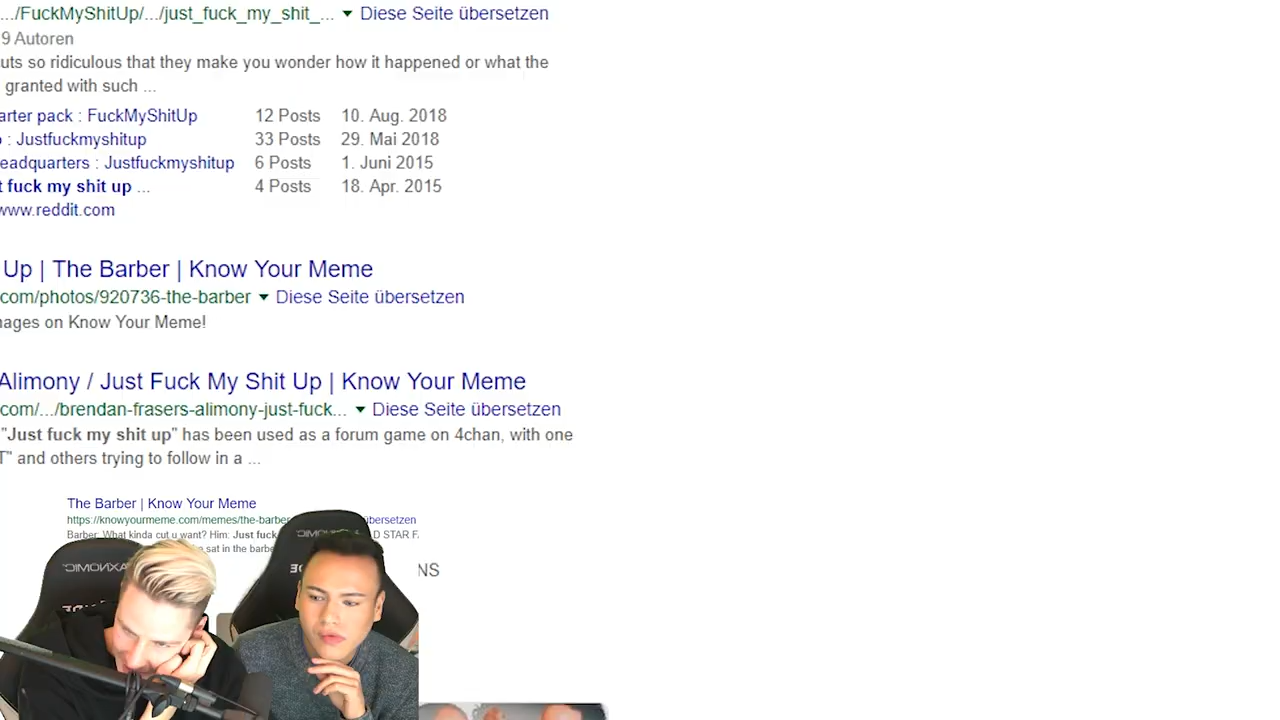 .../FuckMyShitUp/.../just_fuck_my_shit_... Diese Seite übersetzen
9 Autoren
uts so ridiculous that they make you wonder how it happened or what the
granted with such ...
arter pack : FuckMyShitUp 12 Posts 10. Aug. 2018
: Justfuckmyshitup 33 Posts 29. Mai 2018
eadquarters : Justfuckmyshitup 6 Posts 1. Juni 2015
t fuck my shit up ... 4 Posts 18. Apr. 2015
www.reddit.com
Up | The Barber | Know Your Meme
com/photos/920736-the-barber Diese Seite übersetzen
nages on Know Your Meme!
Alimony / Just Fuck My Shit Up | Know Your Meme
com/.../brendan-frasers-alimony-just-fuck... Diese Seite übersetzen
"Just fuck my shit up" has been used as a forum game on 4chan, with one
T" and others trying to follow in a ...
The Barber | Know Your Meme
https://knowyourmeme.com/memes/the-barber übersetzen
Barber: What kinda cut u want? Him: Just fuck D STAR F
sat in the barbe
NS